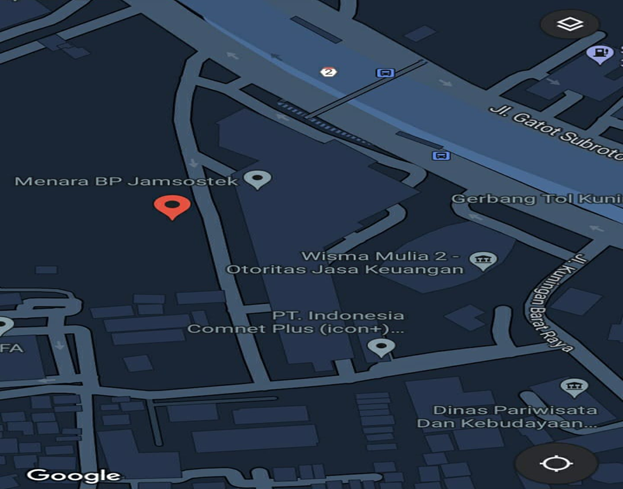 2
Jl. Gatot Subroto
Menara BP Jamsostek
Gerbang Tol Kuni
Wisma Mulia 2 -
Otoritas Jasa Keuangan
Jl. Kuningan Barat Raya
PT. Indonesia
Comnet Plus (icon+)...
FA
Dinas Pariwisata
Dan Kebudayaan...
Google